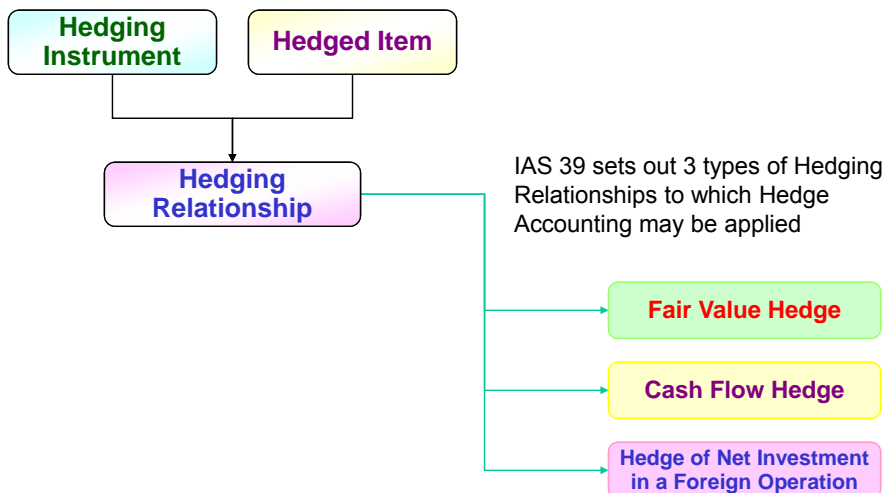 Hedging
Instrument
Hedged Item
Hedging
Relationship
IAS 39 sets out 3 types of Hedging
Relationships to which Hedge
Accounting may be applied
Fair Value Hedge
Cash Flow Hedge
Hedge of Net Investment
in a Foreign Operation